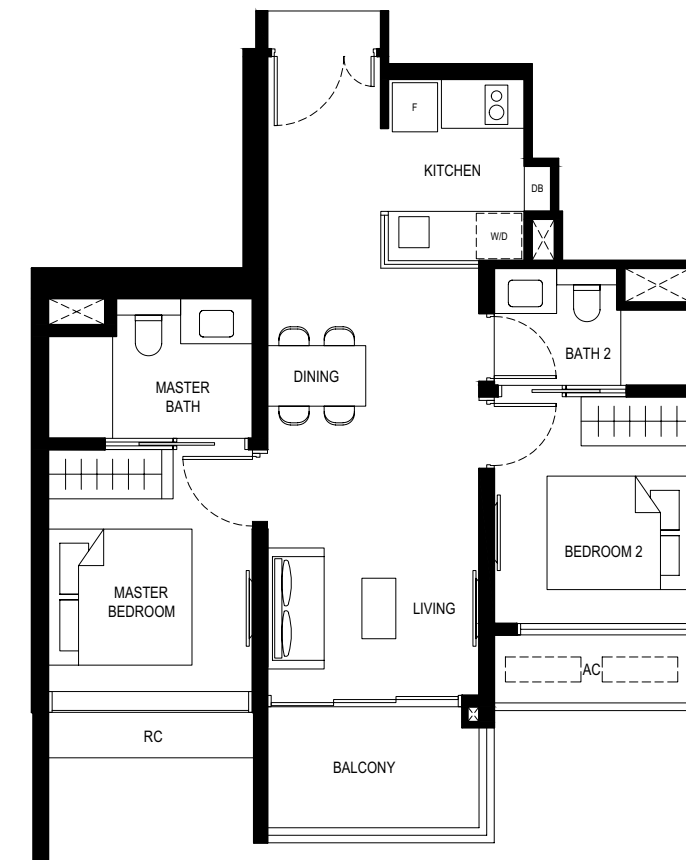 F
KITCHEN
DB
W/D
DINING
BATH 2
MASTER
BATH
BEDROOM 2
MASTER
BEDROOM
LIVING
AC
RC
BALCONY